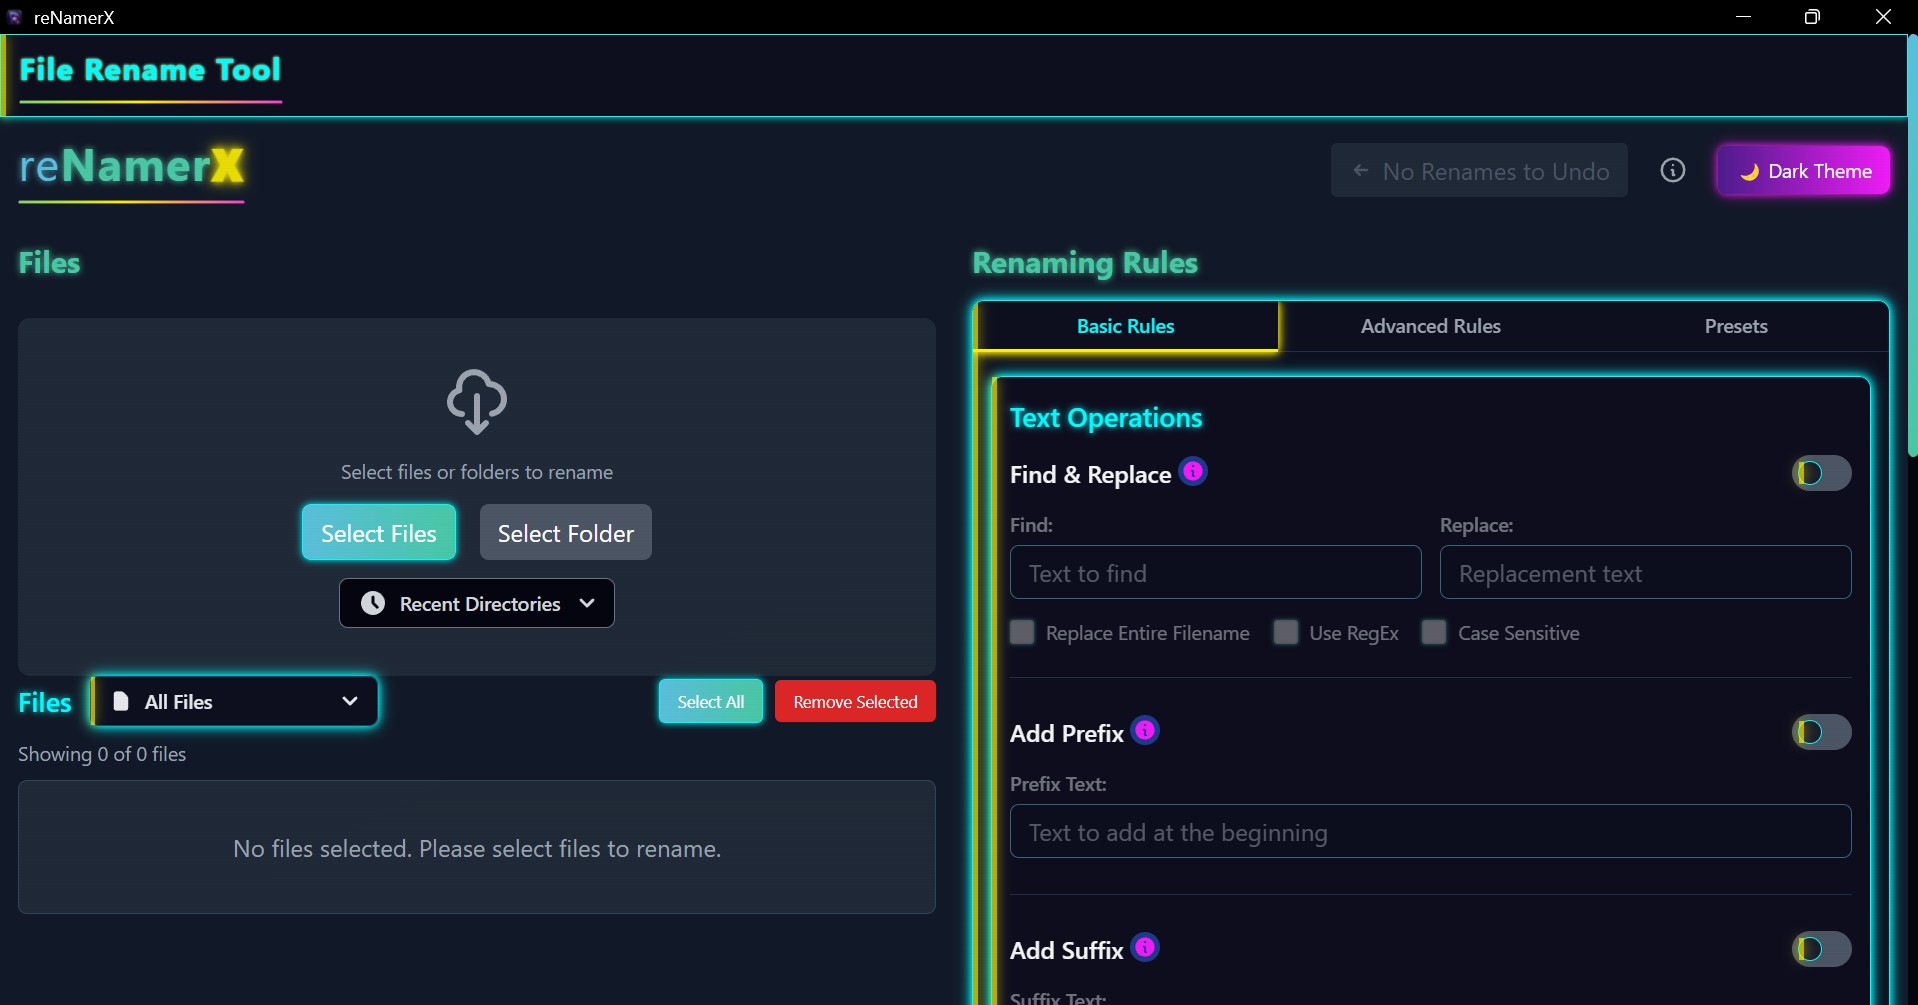 reNamerX
File Rename Tool
reNamerX
← No Renames to Undo
Dark Theme
Files
Select files or folders to rename
Select Files
Select Folder
Recent Directories
Files
All Files
Select All
Remove Selected
Showing 0 of 0 files
No files selected. Please select files to rename.
Renaming Rules
Basic Rules
Advanced Rules
Presets
Text Operations
Find & Replace
Find:
Replace:
Text to find
Replacement text
Replace Entire Filename
Use RegEx
Case Sensitive
Add Prefix
Prefix Text:
Text to add at the beginning
Add Suffix
Suffix Text: